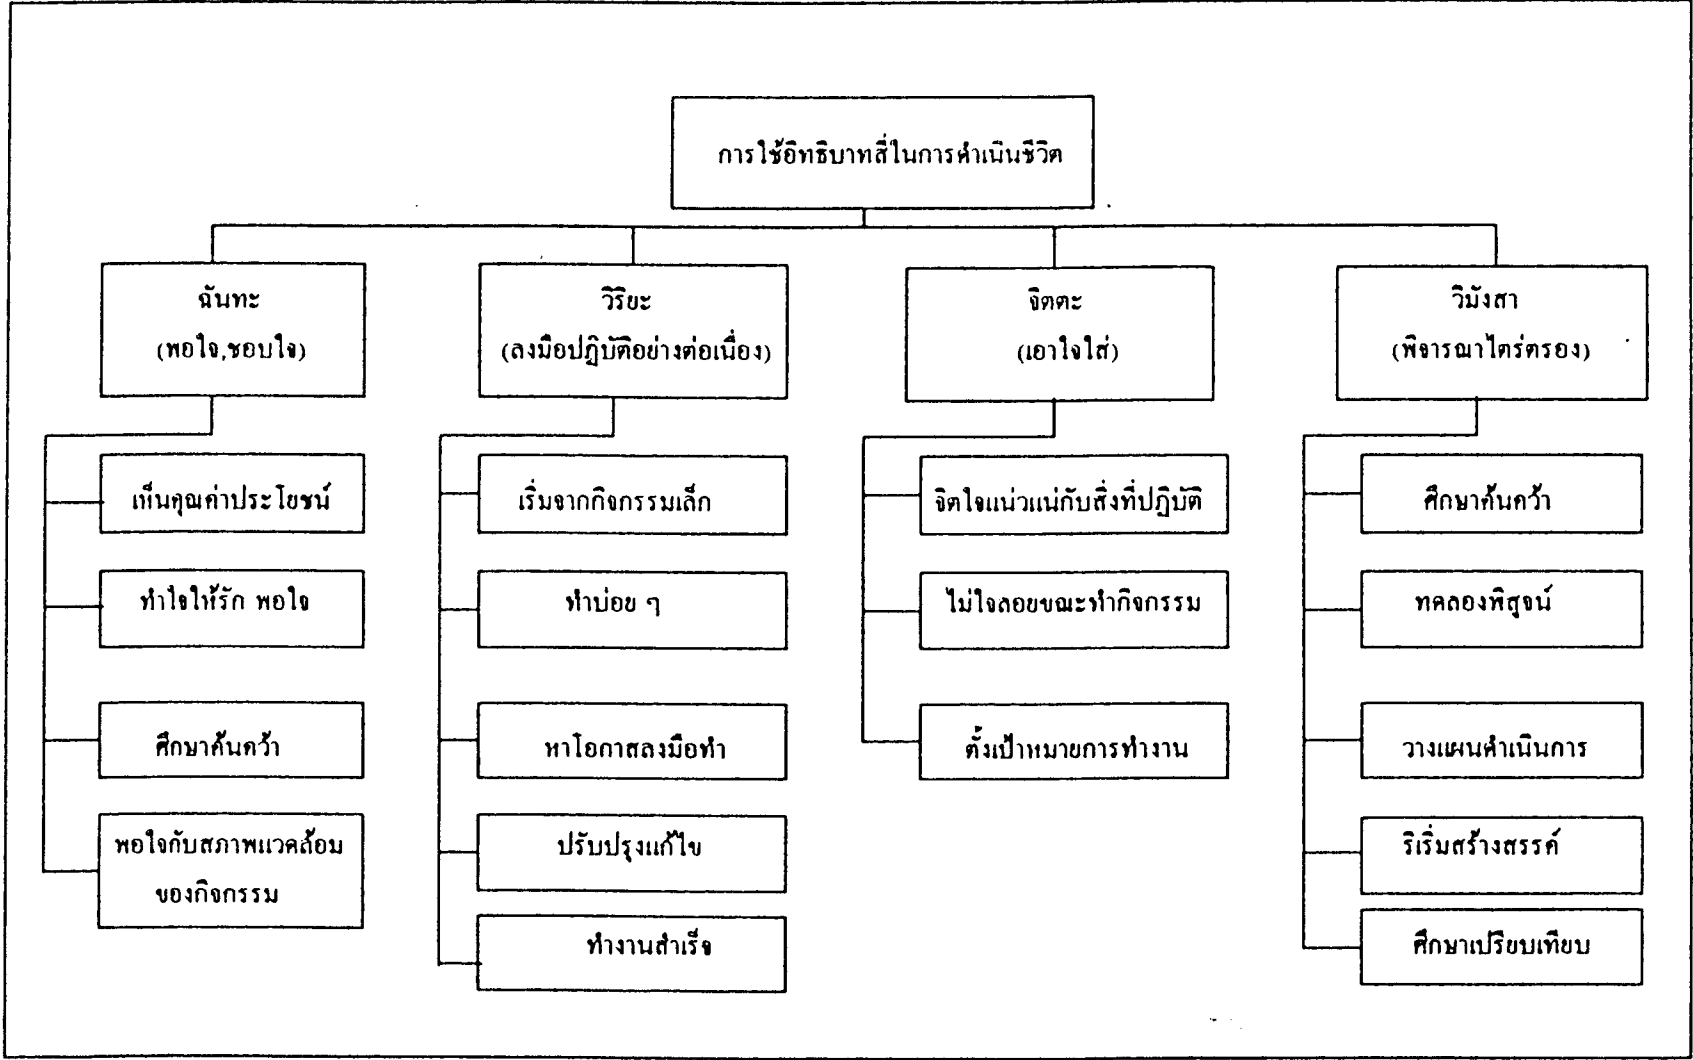 การใช้อิทธิบาทสี่ในการดำเนินชีวิต
ฉันทะ
(พอใจ,ชอบใจ)
วิริยะ
(ลงมือปฏิบัติอย่างต่อเนื่อง)
จิตตะ
(เอาใจใส่)
วิมังสา
(พิจารณาไตร่ตรอง)
เห็นคุณค่าประโยชน์
ทำใจให้รัก พอใจ
ศึกษาค้นคว้า
พอใจกับสภาพแวดล้อม
ของกิจกรรม
เริ่มจากกิจกรรมเล็ก
ทำบ่อย ๆ
หาโอกาสลงมือทำ
ปรับปรุงแก้ไข
ทำงานสำเร็จ
จิตใจแน่วแน่กับสิ่งที่ปฏิบัติ
ไม่ใจลอยขณะทำกิจกรรม
ตั้งเป้าหมายการทำงาน
ศึกษาค้นคว้า
ทดลองพิสูจน์
วางแผนดำเนินการ
ริเริ่มสร้างสรรค์
ศึกษาเปรียบเทียบ